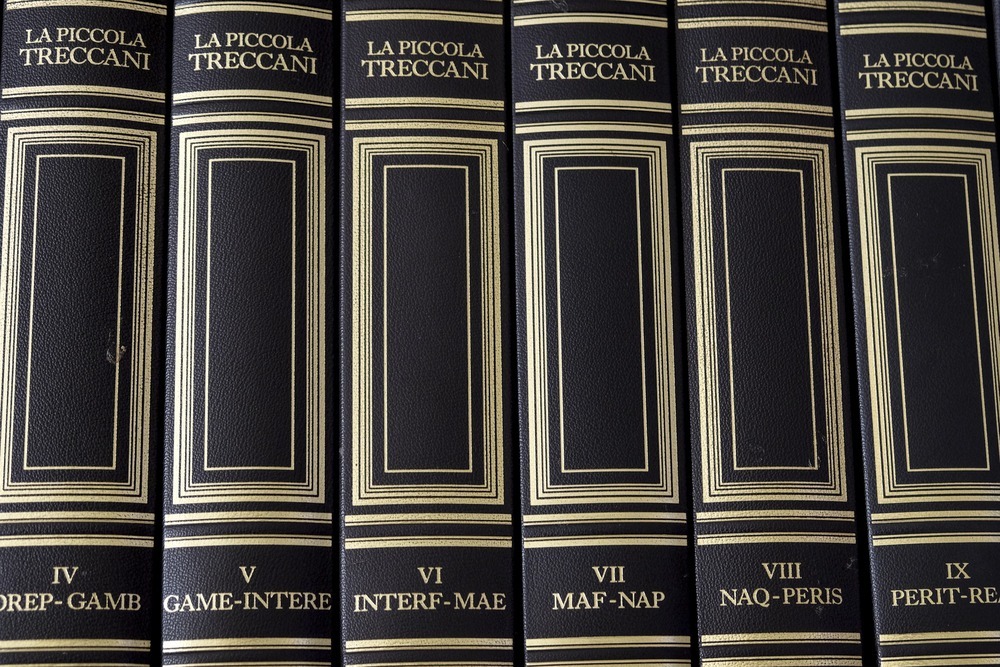 LA PICCOLA
TRECCANI
IV
DREP-GAMB
LA PICCOLA
TRECCANI
V
GAME-INTERE
LA PICCOLA
TRECCANI
VI
INTERF-MAE
LA PICCOLA
TRECCANI
VII
MAF-NAP
LA PICCOLA
TRECCANI
VIII
NAQ-PERIS
LA PICCOLA
TRECCANI
IX
PERIT-REA